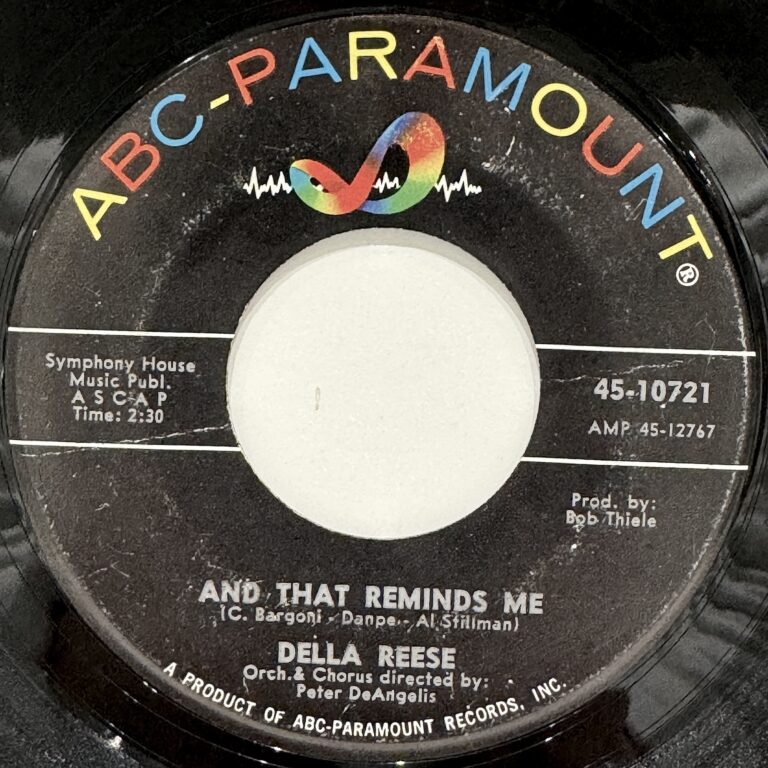 ABC-PARAMOUNT®
Symphony House
Music Publ.
ASCAP
Time: 2:30
45-10721
AMP 45-12767
Prod. by:
Bob Thiele
AND THAT REMINDS ME
(C. Bargoni - Danpe - Al Stillman)
DELLA REESE
Orch.& Chorus directed by:
Peter DeAngelis
A PRODUCT OF ABC-PARAMOUNT RECORDS, INC.